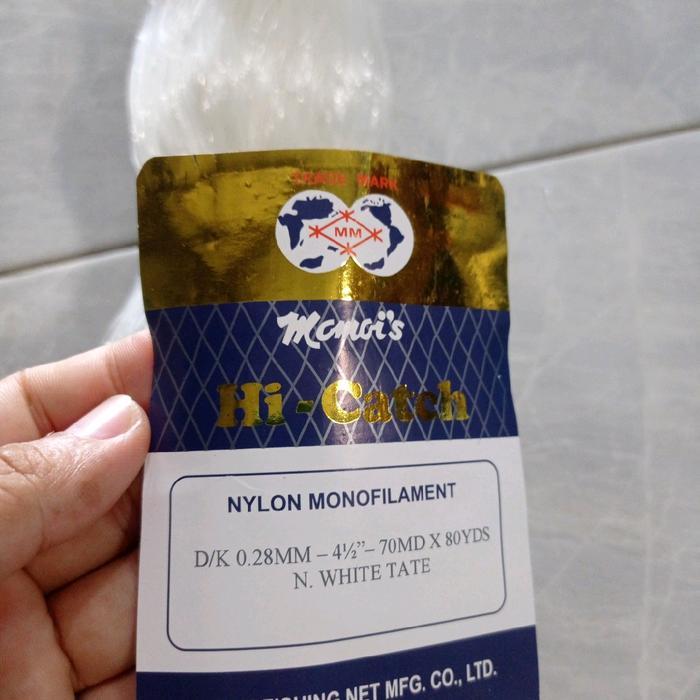 TRADE MARK
MM
Momoi's
Hi-Catch
NYLON MONOFILAMENT
D/K 0.28MM – 4½"– 70MD X 80YDS
N. WHITE TATE
FISHING NET MFG. CO., LTD.